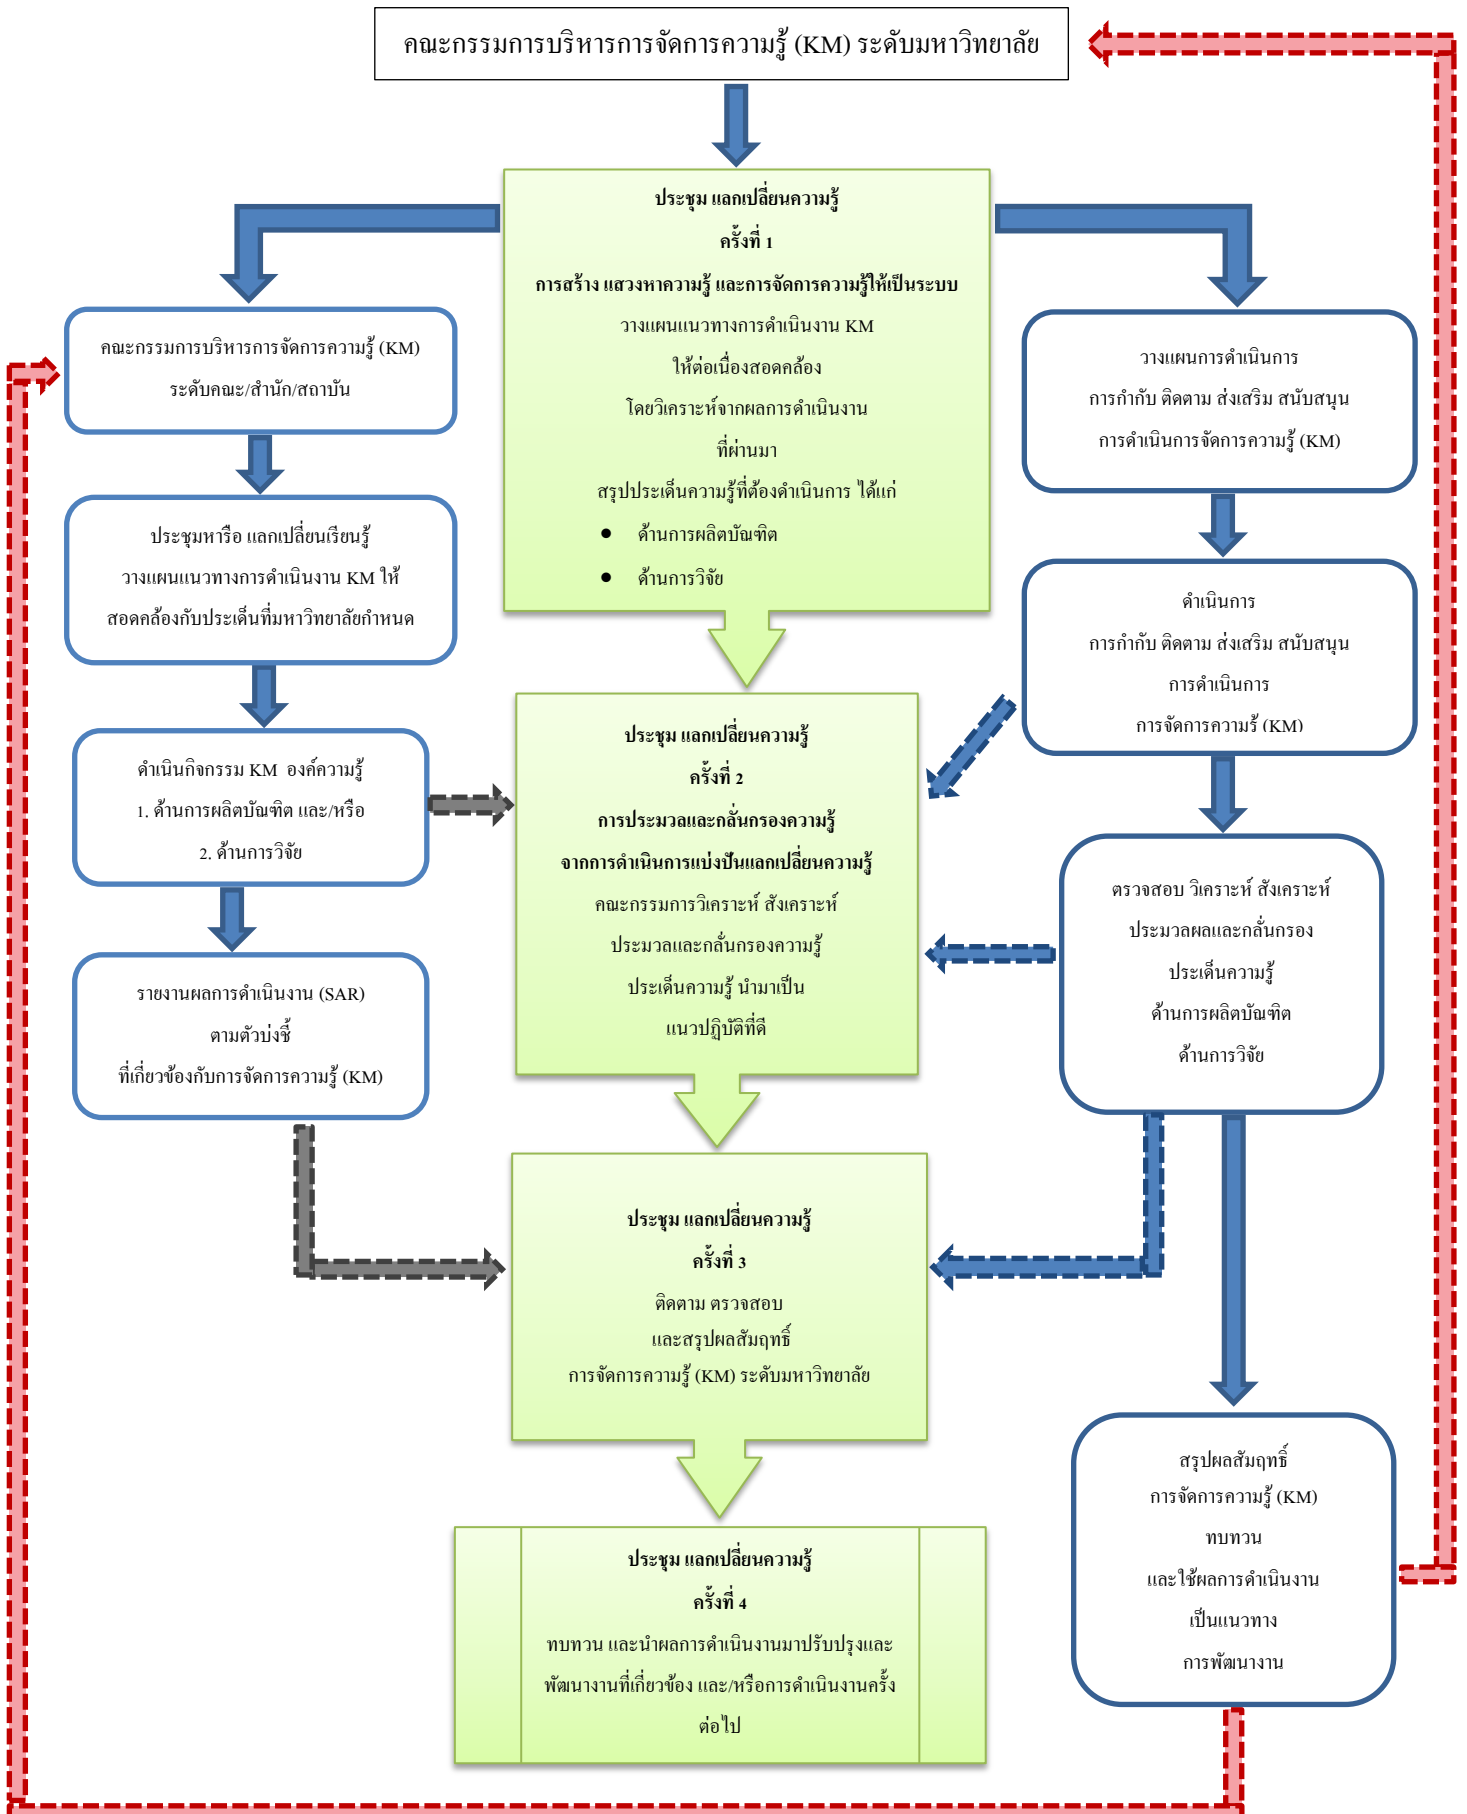 คณะกรรมการบริหารการจัดการความรู้ (KM) ระดับมหาวิทยาลัย
ประชุม แลกเปลี่ยนความรู้
ครั้งที่ 1
การสร้าง แสวงหาความรู้ และการจัดการความรู้ให้เป็นระบบ
วางแผนแนวทางการดำเนินงาน KM
ให้ต่อเนื่องสอดคล้อง
โดยวิเคราะห์จากผลการดำเนินงาน
ที่ผ่านมา
สรุปประเด็นความรู้ที่ต้องดำเนินการ ได้แก่
● ด้านการผลิตบัณฑิต
● ด้านการวิจัย
คณะกรรมการบริหารการจัดการความรู้ (KM)
ระดับคณะ/สำนัก/สถาบัน
ประชุมหารือ แลกเปลี่ยนเรียนรู้
วางแผนแนวทางการดำเนินงาน KM ให้
สอดคล้องกับประเด็นที่มหาวิทยาลัยกำหนด
ดำเนินกิจกรรม KM องค์ความรู้
1. ด้านการผลิตบัณฑิต และ/หรือ
2. ด้านการวิจัย
รายงานผลการดำเนินงาน (SAR)
ตามตัวบ่งชี้
ที่เกี่ยวข้องกับการจัดการความรู้ (KM)
วางแผนการดำเนินการ
การกำกับ ติดตาม ส่งเสริม สนับสนุน
การดำเนินการจัดการความรู้ (KM)
ดำเนินการ
การกำกับ ติดตาม ส่งเสริม สนับสนุน
การดำเนินการ
การจัดการความรู้ (KM)
ประชุม แลกเปลี่ยนความรู้
ครั้งที่ 2
การประมวลและกลั่นกรองความรู้
จากการดำเนินการแบ่งปันแลกเปลี่ยนความรู้
คณะกรรมการวิเคราะห์ สังเคราะห์
ประมวลและกลั่นกรองความรู้
ประเด็นความรู้ นำมาเป็น
แนวปฏิบัติที่ดี
ตรวจสอบ วิเคราะห์ สังเคราะห์
ประมวลผลและกลั่นกรอง
ประเด็นความรู้
ด้านการผลิตบัณฑิต
ด้านการวิจัย
ประชุม แลกเปลี่ยนความรู้
ครั้งที่ 3
ติดตาม ตรวจสอบ
และสรุปผลสัมฤทธิ์
การจัดการความรู้ (KM) ระดับมหาวิทยาลัย
สรุปผลสัมฤทธิ์
การจัดการความรู้ (KM)
ทบทวน
และใช้ผลการดำเนินงาน
เป็นแนวทาง
การพัฒนางาน
ประชุม แลกเปลี่ยนความรู้
ครั้งที่ 4
ทบทวน และนำผลการดำเนินงานมาปรับปรุงและ
พัฒนางานที่เกี่ยวข้อง และ/หรือการดำเนินงานครั้ง
ต่อไป